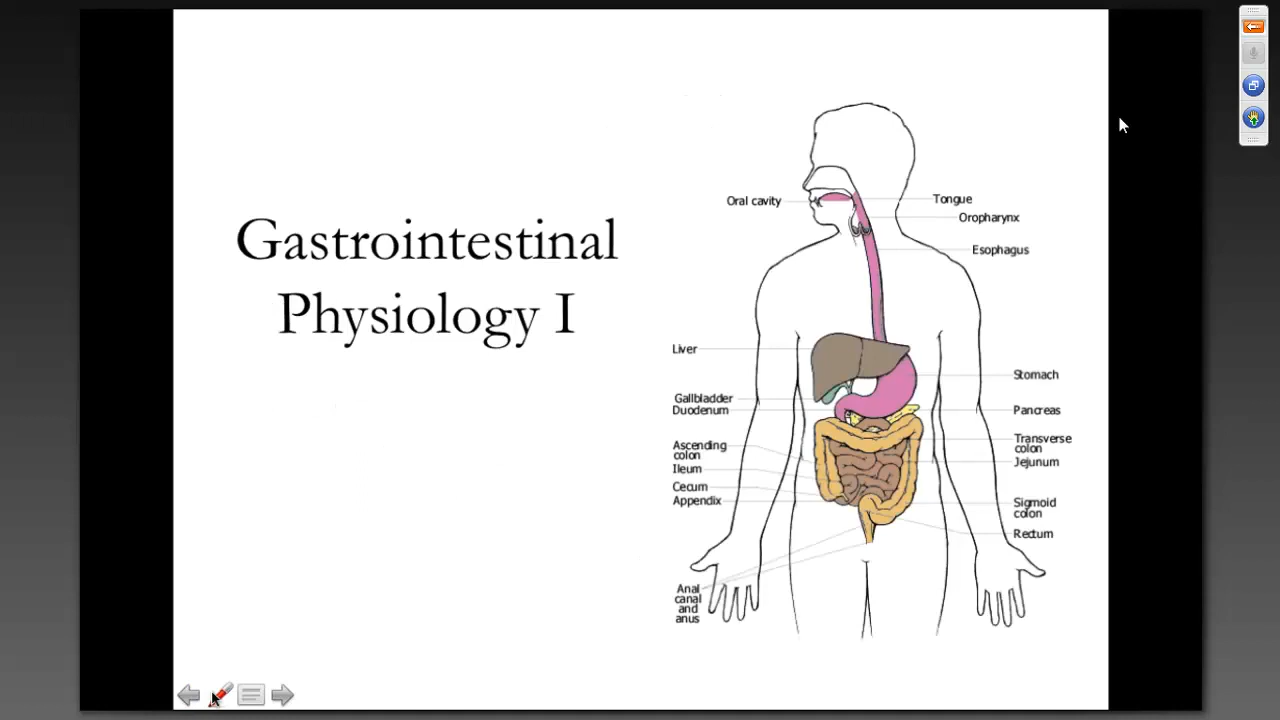 Gastrointestinal
Physiology I
Oral cavity
Tongue
Oropharynx
Esophagus
Liver
Gallbladder
Duodenum
Ascending
colon
Ileum
Cecum
Appendix
Anal
canal
and
anus
Stomach
Pancreas
Transverse
colon
Jejunum
Sigmoid
colon
Rectum